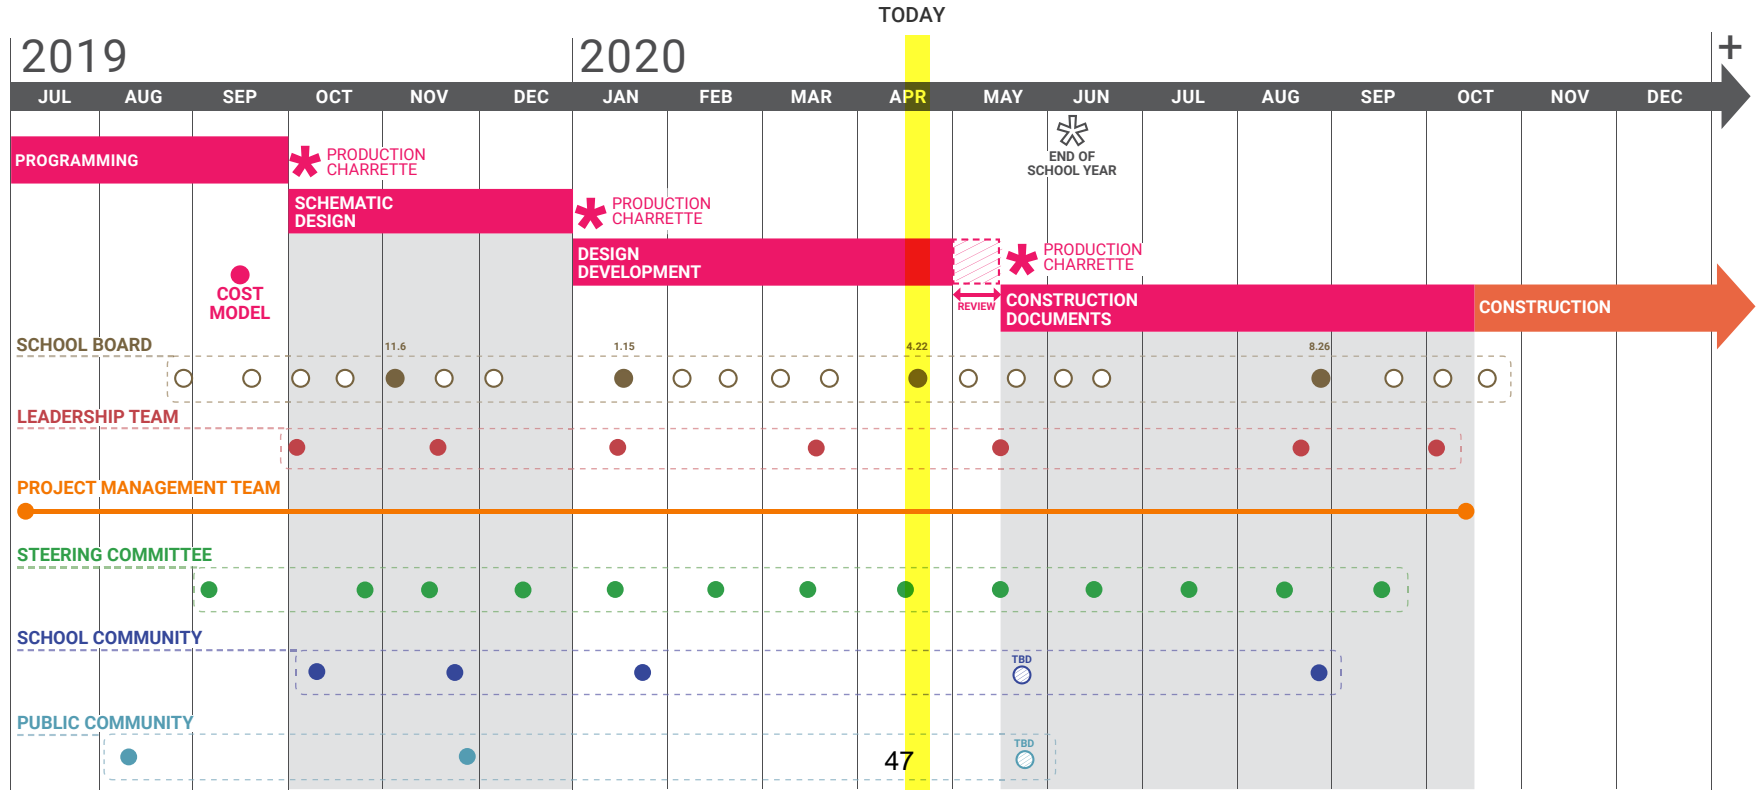 TODAY
2019
2020
+
JUL AUG SEP OCT NOV DEC JAN FEB MAR APR MAY JUN JUL AUG SEP OCT NOV DEC
PROGRAMMING
PRODUCTION
CHARRETTE
END OF
SCHOOL YEAR
SCHEMATIC
DESIGN
PRODUCTION
CHARRETTE
DESIGN
DEVELOPMENT
PRODUCTION
CHARRETTE
COST
MODEL
REVIEW
CONSTRUCTION
DOCUMENTS
CONSTRUCTION
SCHOOL BOARD
11.6
1.15
4.22
8.26
LEADERSHIP TEAM
PROJECT MANAGEMENT TEAM
STEERING COMMITTEE
SCHOOL COMMUNITY
TBD
PUBLIC COMMUNITY
TBD
47